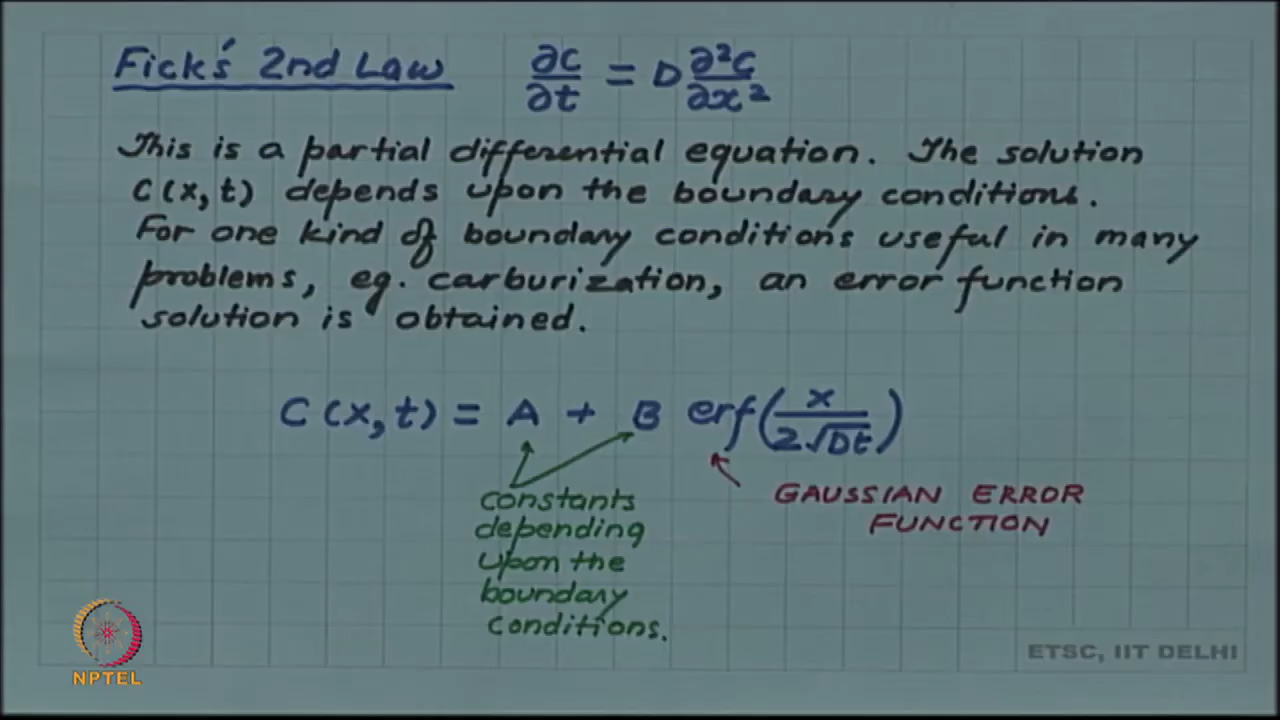 Fick's 2nd Law ∂C/∂t = D ∂²C/∂x²
This is a partial differential equation. The solution
C(x,t) depends upon the boundary conditions.
For one kind of boundary conditions useful in many
problems, eg. carburization, an error function
solution is obtained.
C(x,t) = A + B erf(x/2√Dt)
constants
depending
upon the
boundary
conditions.
GAUSSIAN ERROR
FUNCTION
NPTEL
ETSC, IIT DELHI